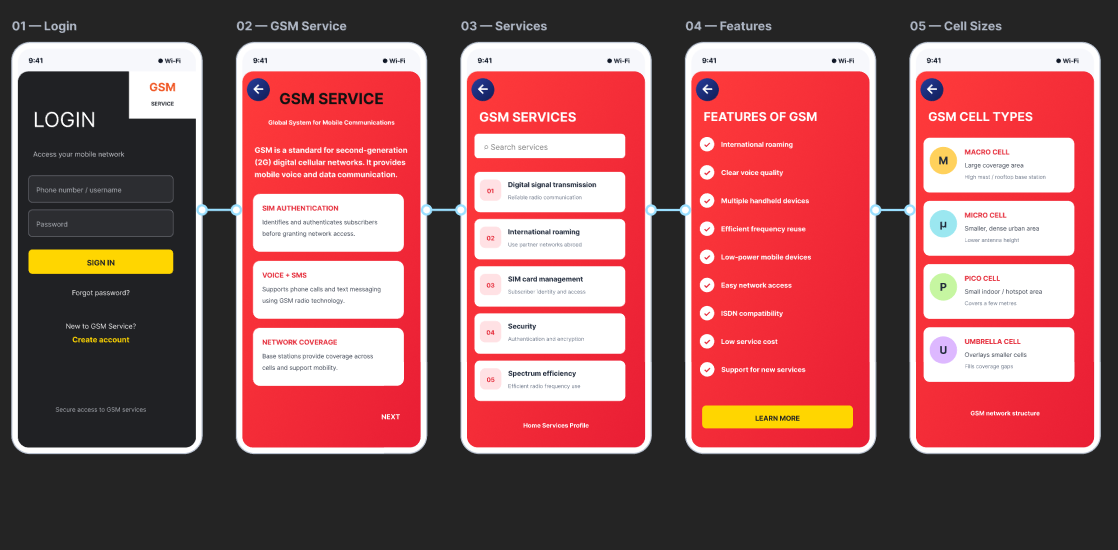 01 — Login
9:41
Wi-Fi
GSM
SERVICE
LOGIN
Access your mobile network
Phone number / username
Password
SIGN IN
Forgot password?
New to GSM Service?
Create account
Secure access to GSM services
02 — GSM Service
9:41
Wi-Fi
GSM SERVICE
Global System for Mobile Communications
GSM is a standard for second-generation
(2G) digital cellular networks. It provides
mobile voice and data communication.
SIM AUTHENTICATION
Identifies and authenticates subscribers
before granting network access.
VOICE + SMS
Supports phone calls and text messaging
using GSM radio technology.
NETWORK COVERAGE
Base stations provide coverage across
cells and support mobility.
NEXT
03 — Services
9:41
Wi-Fi
GSM SERVICES
Search services
01
Digital signal transmission
Reliable radio communication
02
International roaming
Use partner networks abroad
03
SIM card management
Subscriber identity and access
04
Security
Authentication and encryption
05
Spectrum efficiency
Efficient radio frequency use
Home Services Profile
04 — Features
9:41
Wi-Fi
FEATURES OF GSM
International roaming
Clear voice quality
Multiple handheld devices
Efficient frequency reuse
Low-power mobile devices
Easy network access
ISDN compatibility
Low service cost
Support for new services
LEARN MORE
05 — Cell Sizes
9:41
Wi-Fi
GSM CELL TYPES
M
MACRO CELL
Large coverage area
High mast / rooftop base station
μ
MICRO CELL
Smaller, dense urban area
Lower antenna height
P
PICO CELL
Small indoor / hotspot area
Covers a few metres
U
UMBRELLA CELL
Overlays smaller cells
Fills coverage gaps
GSM network structure